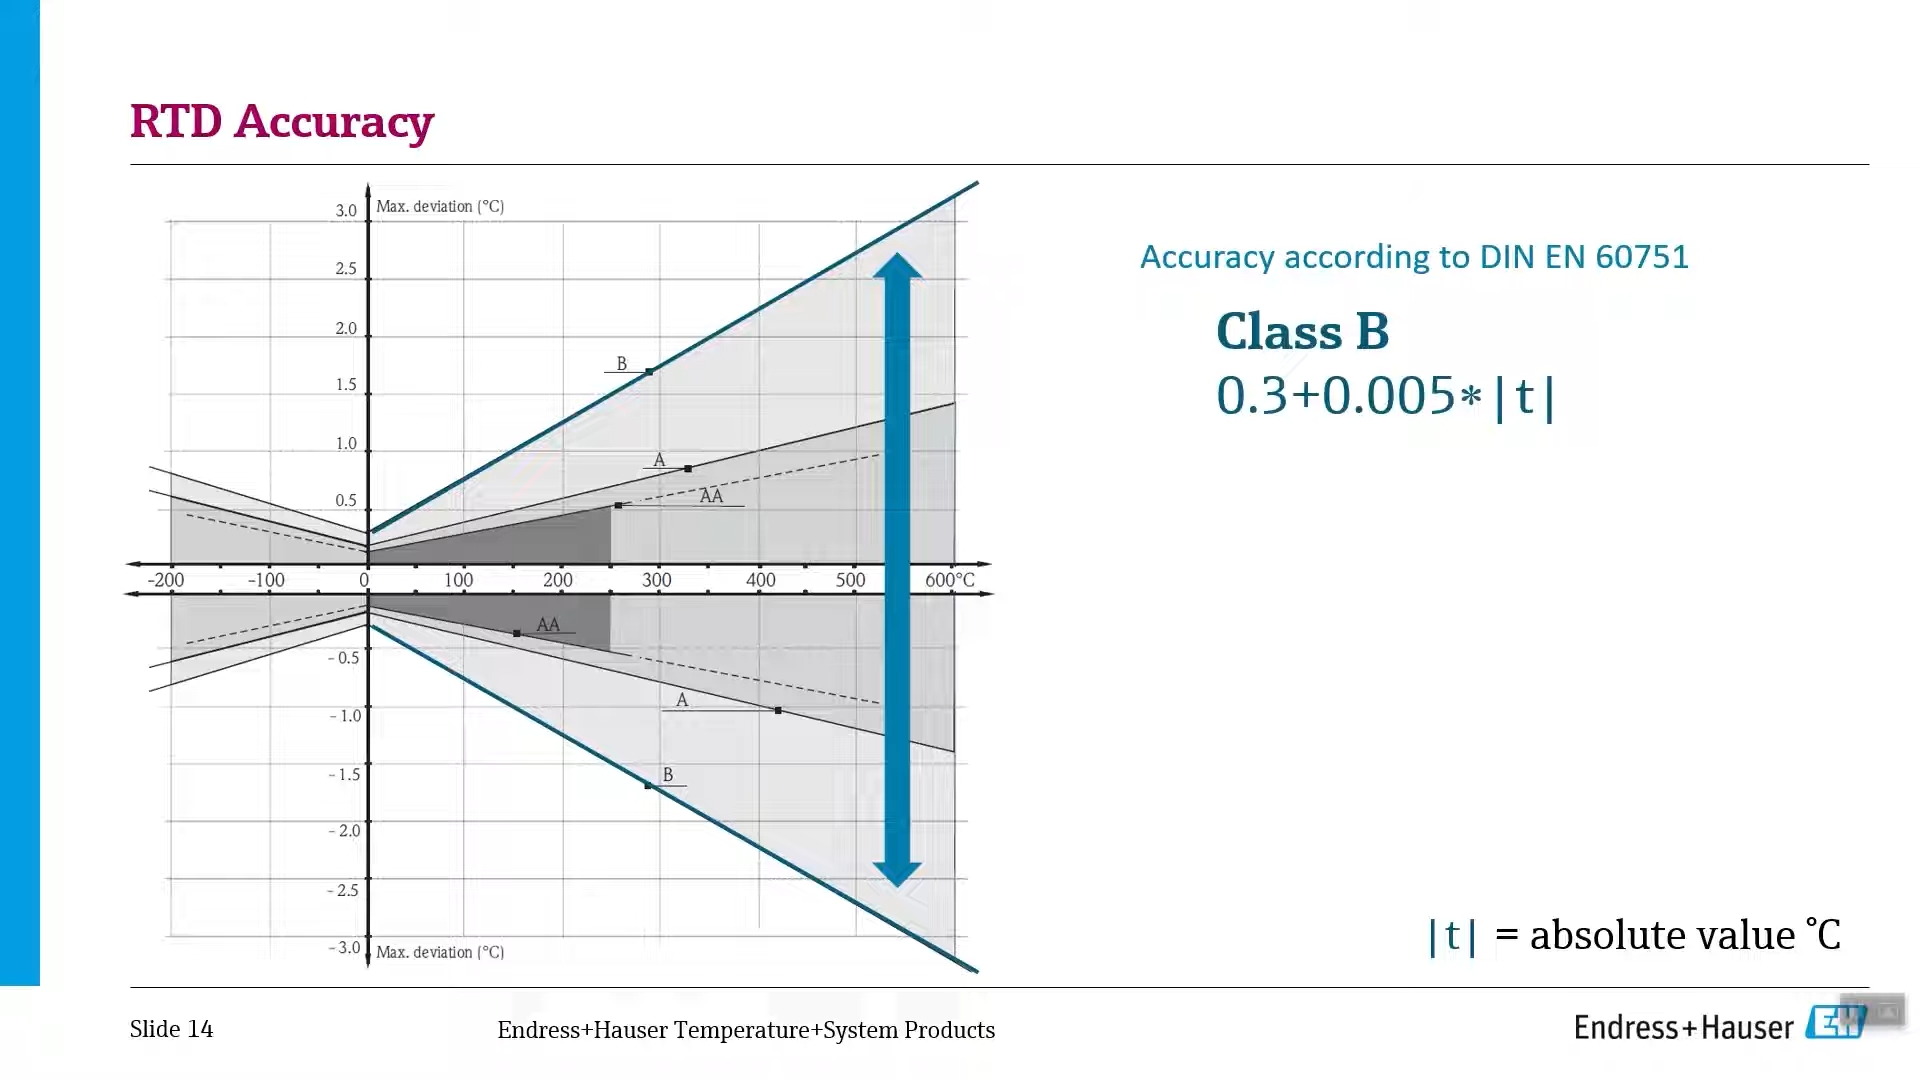 RTD Accuracy
Max. deviation (°C)
3.0
2.5
2.0
1.5
1.0
0.5
B
A
AA
-200 -100 0 100 200 300 400 500 600°C
AA
A
B
- 0.5
- 1.0
- 1.5
- 2.0
- 2.5
- 3.0
Max. deviation (°C)
Accuracy according to DIN EN 60751
Class B
0.3+0.005*|t|
|t| = absolute value °C
Slide 14
Endress+Hauser Temperature+System Products
Endress+Hauser